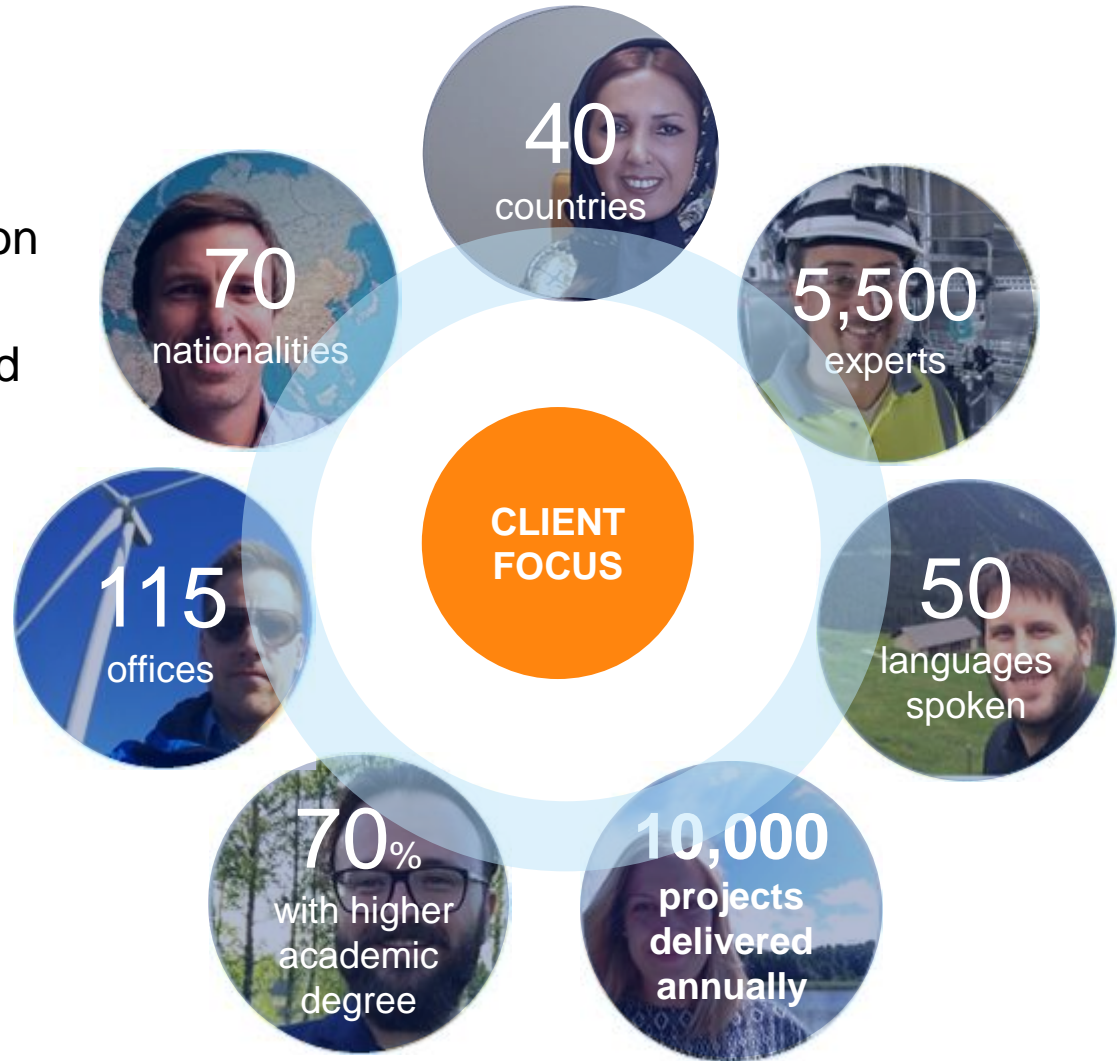 on
d
40
countries
5,500
experts
50
languages
spoken
10,000
projects
delivered
annually
70%
with higher
academic
degree
115
offices
70
nationalities
CLIENT
FOCUS